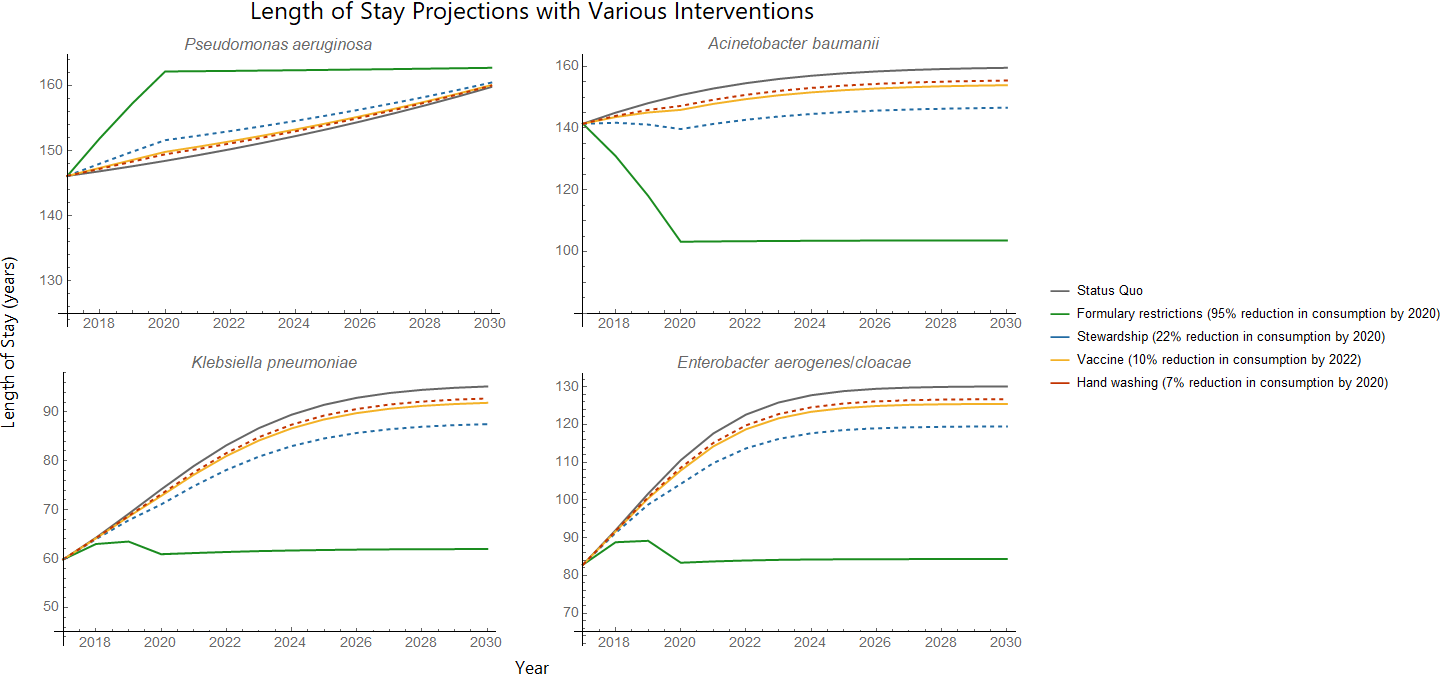 Length of Stay Projections with Various Interventions
Pseudomonas aeruginosa
160
150
140
130
2018 2020 2022 2024 2026 2028 2030
Acinetobacter baumanii
160
140
120
100
2018 2020 2022 2024 2026 2028 2030
Length of Stay (years)
Klebsiella pneumoniae
90
80
70
60
50
2018 2020 2022 2024 2026 2028 2030
Enterobacter aerogenes/cloacae
130
120
110
100
90
80
70
2018 2020 2022 2024 2026 2028 2030
Year
Status Quo
Formulary restrictions (95% reduction in consumption by 2020)
Stewardship (22% reduction in consumption by 2020)
Vaccine (10% reduction in consumption by 2022)
Hand washing (7% reduction in consumption by 2020)